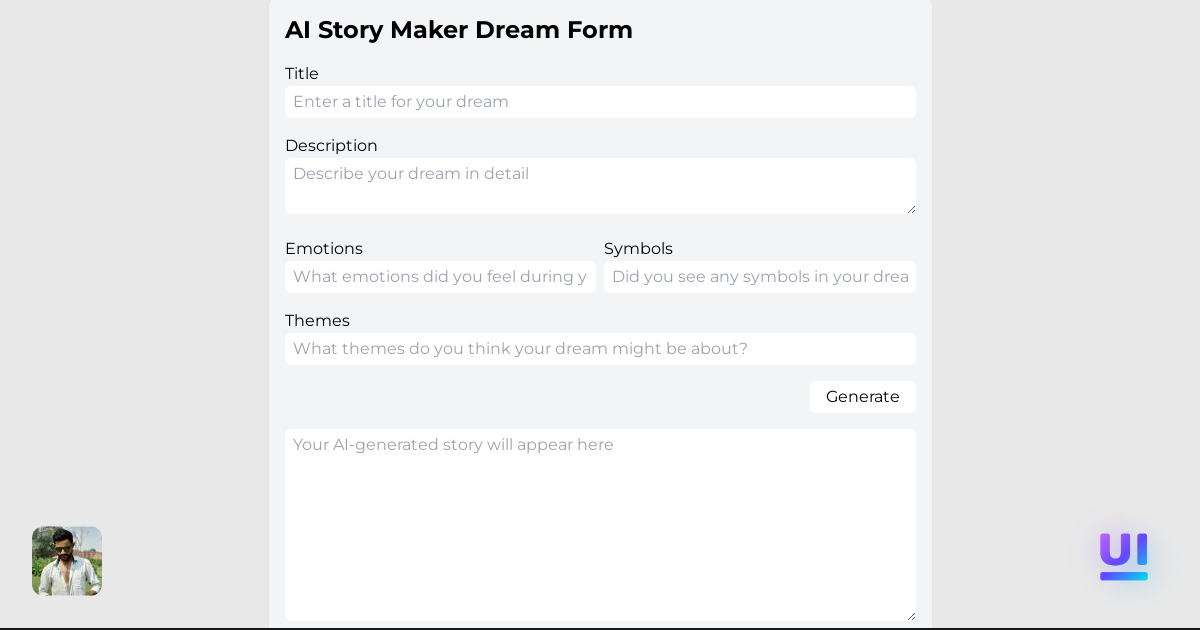 AI Story Maker Dream Form
Title
Enter a title for your dream
Description
Describe your dream in detail
Emotions
Symbols
What emotions did you feel during y
Did you see any symbols in your drea
Themes
What themes do you think your dream might be about?
Generate
Your AI-generated story will appear here
UI